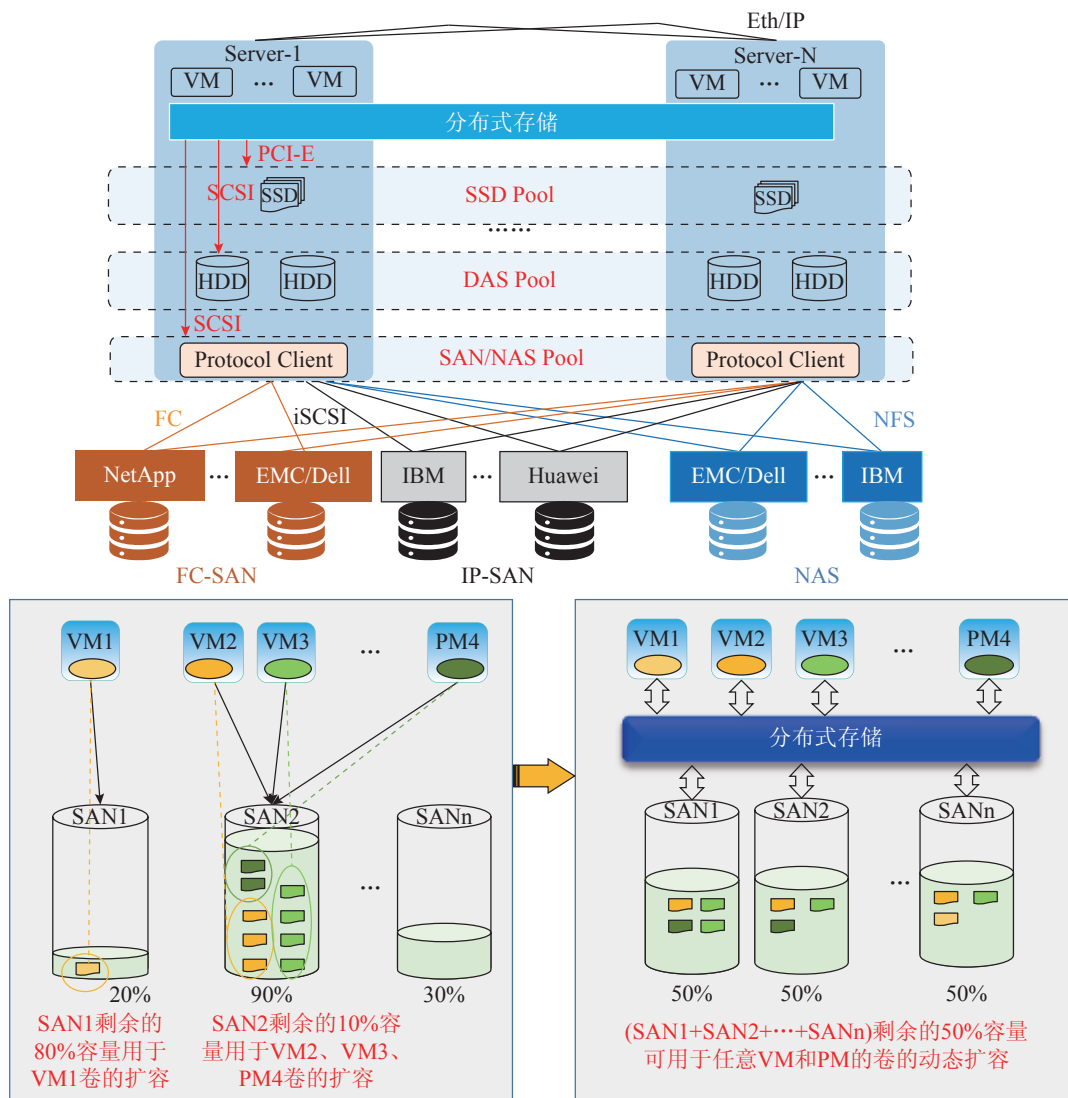 Eth/IP
Server-1
Server-N
VM … VM
VM … VM
分布式存储
PCI-E
SCSI
SSD
SSD Pool
SSD
……
HDD
HDD
DAS Pool
HDD
HDD
SCSI
Protocol Client
SAN/NAS Pool
Protocol Client
FC
iSCSI
NFS
NetApp
…
EMC/Dell
IBM
…
Huawei
EMC/Dell
…
IBM
FC-SAN
IP-SAN
NAS
VM1
VM2
VM3
…
PM4
SAN1
SAN2
SANn
…
20%
90%
30%
SAN1剩余的
80%容量用于
VM1卷的扩容
SAN2剩余的10%容
量用于VM2、VM3、
PM4卷的扩容
VM1
VM2
VM3
…
PM4
分布式存储
SAN1
SAN2
SANn
…
50%
50%
50%
(SAN1+SAN2+…+SANn)剩余的50%容量
可用于任意VM和PM的卷的动态扩容